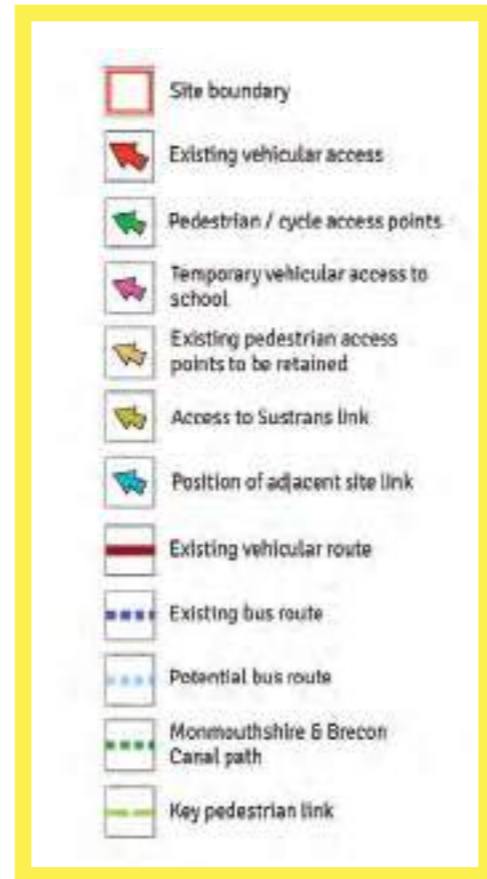 Site boundary
Existing vehicular access
Pedestrian / cycle access points
Temporary vehicular access to
school
Existing pedestrian access
points to be retained
Access to Sustrans link
Position of adjacent site link
Existing vehicular route
Existing bus route
Potential bus route
Monmouthshire & Brecon
Canal path
Key pedestrian link